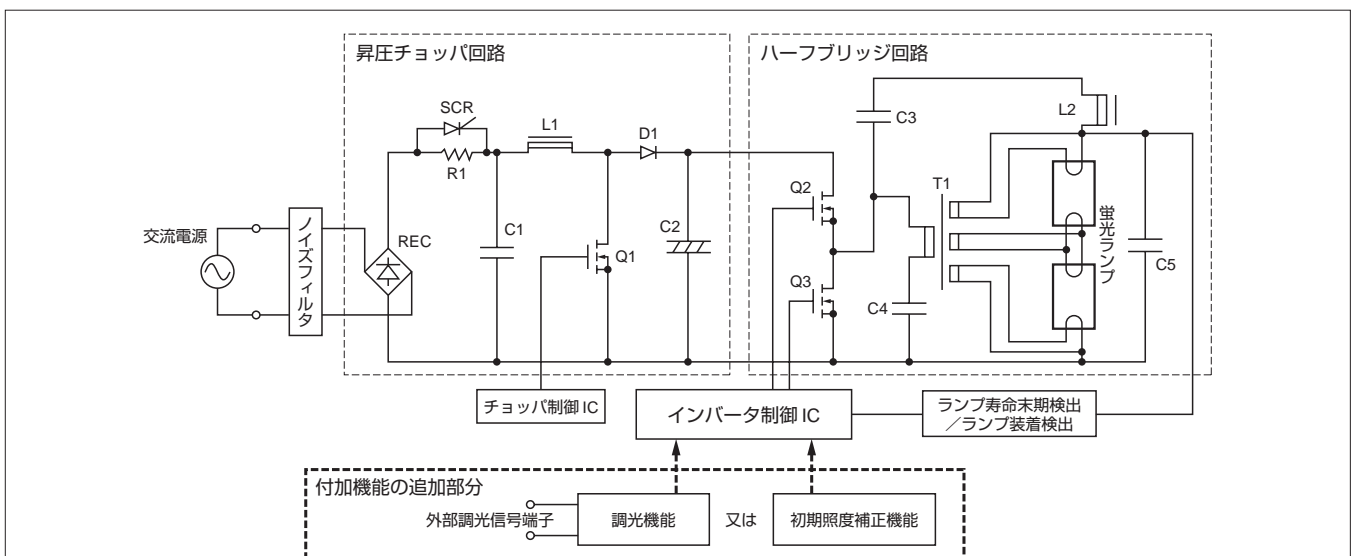 昇圧チョッパ回路
ハーフブリッジ回路
SCR
R1
L1
D1
C1
Q1
C2
交流電源
ノイズフィルタ
REC
C3
L2
Q2
T1
Q3
C4
蛍光ランプ
C5
チョッパ制御 IC
インバータ制御 IC
ランプ寿命末期検出
/ランプ装着検出
付加機能の追加部分
外部調光信号端子
調光機能
又は
初期照度補正機能